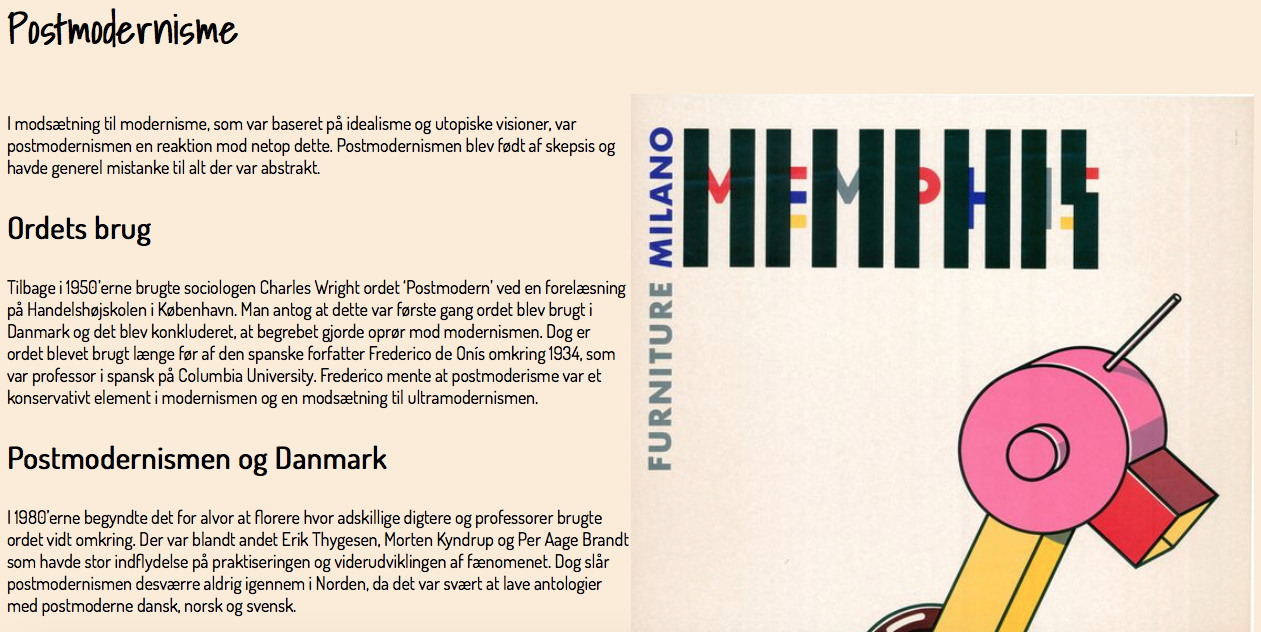 Postmodernisme
I modsætning til modernisme, som var baseret på idealisme og utopiske visioner, var
postmodernismen en reaktion mod netop dette. Postmodernismen blev født af skepsis og
havde generel mistanke til alt der var abstrakt.
Ordets brug
Tilbage i 1950'erne brugte sociologen Charles Wright ordet 'Postmodern' ved en forelæsning
på Handelshøjskolen i København. Man antog at dette var første gang ordet blev brugt i
Danmark og det blev konkluderet, at begrebet gjorde oprør mod modernismen. Dog er
ordet blevet brugt længe før af den spanske forfatter Frederico de Onís omkring 1934, som
var professor i spansk på Columbia University. Frederico mente at postmoderisme var et
konservativt element i modernismen og en modsætning til ultramodernismen.
Postmodernismen og Danmark
I 1980'erne begyndte det for alvor at florere hvor adskillige digtere og professorer brugte
ordet vidt omkring. Der var blandt andet Erik Thygesen, Morten Kyndrup og Per Aage Brandt
som havde stor indflydelse på praktiseringen og viderudviklingen af fænomenet. Dog slår
postmodernismen desværre aldrig igennem i Norden, da det var svært at lave antologier
med postmoderne dansk, norsk og svensk.
MEMPHIS
FURNITURE MILANO